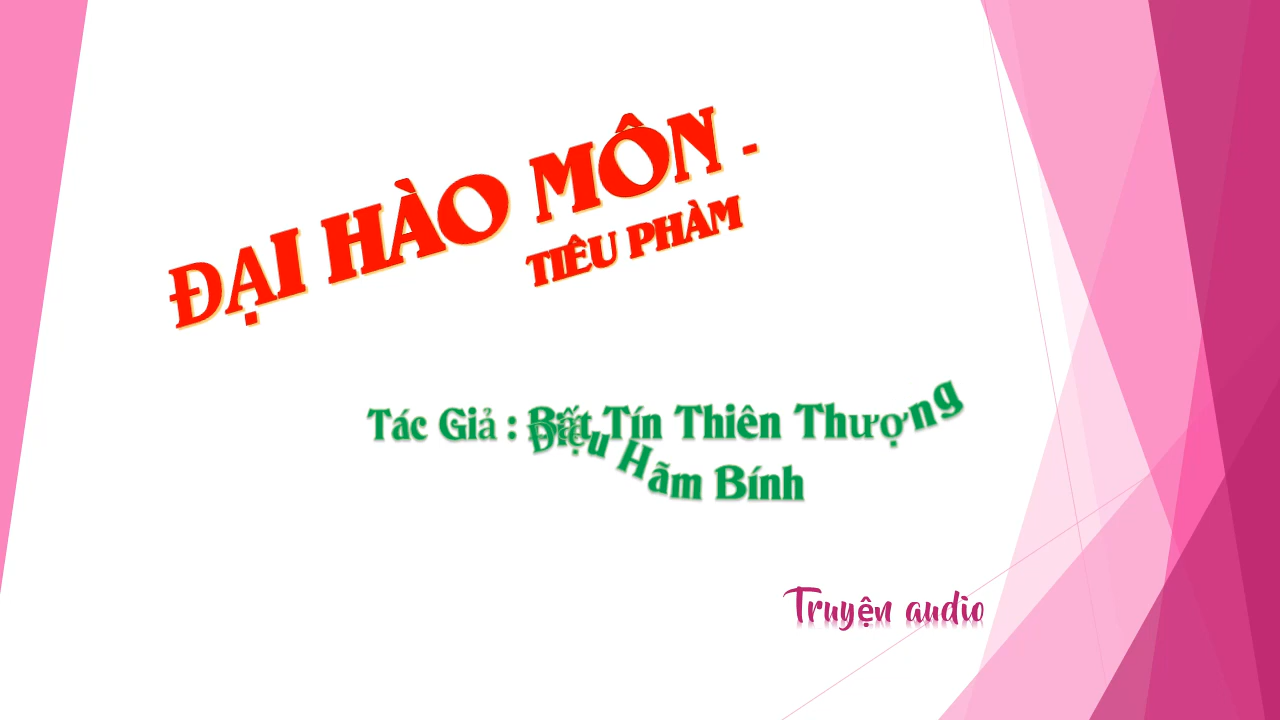 ĐẠI HÀO MÔN -
TIÊU PHÀM
Tác Giả : Bất Tín Thiên Thượng
Điệu Hãm Bính
Truyện audio